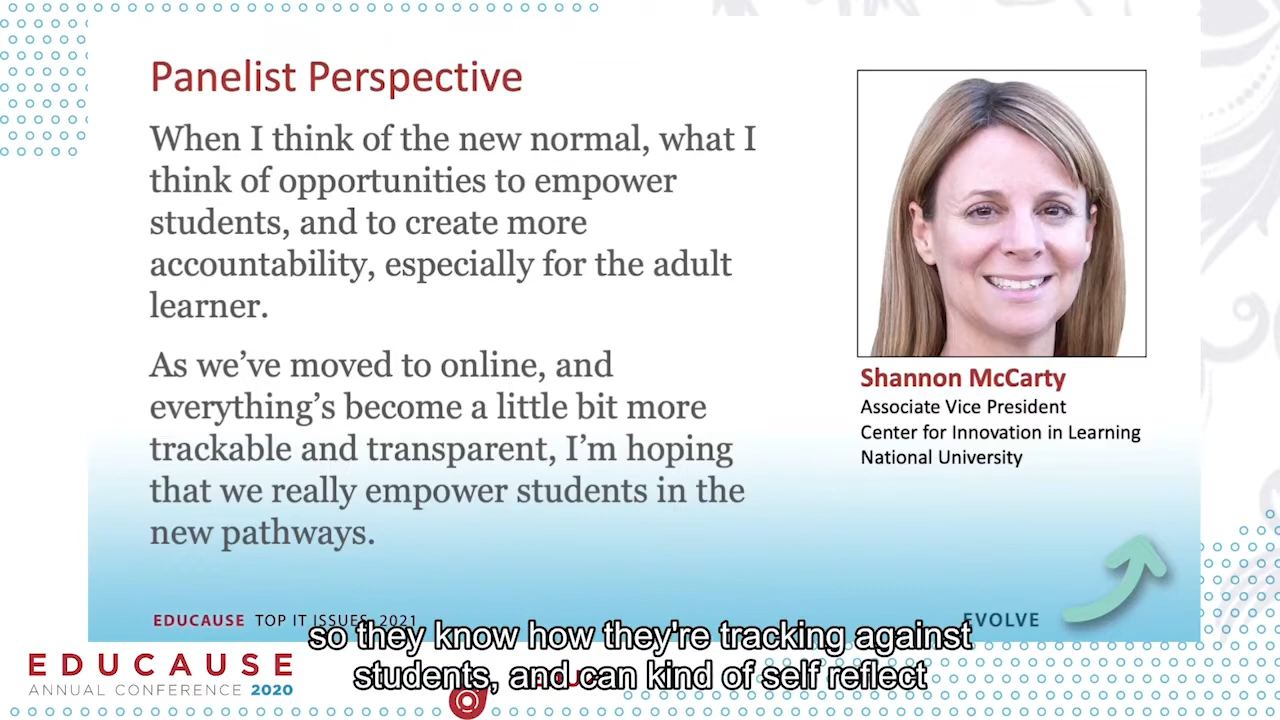 Panelist Perspective
When I think of the new normal, what I
think of opportunities to empower
students, and to create more
accountability, especially for the adult
learner.
As we’ve moved to online, and
everything’s become a little bit more
trackable and transparent, I’m hoping
that we really empower students in the
new pathways.
Shannon McCarty
Associate Vice President
Center for Innovation in Learning
National University
EDUCAUSE TOP IT ISSUES, 2021
EVOLVE
so they know how they're tracking against
students, and can kind of self reflect
EDUCAUSE
ANNUAL CONFERENCE 2020